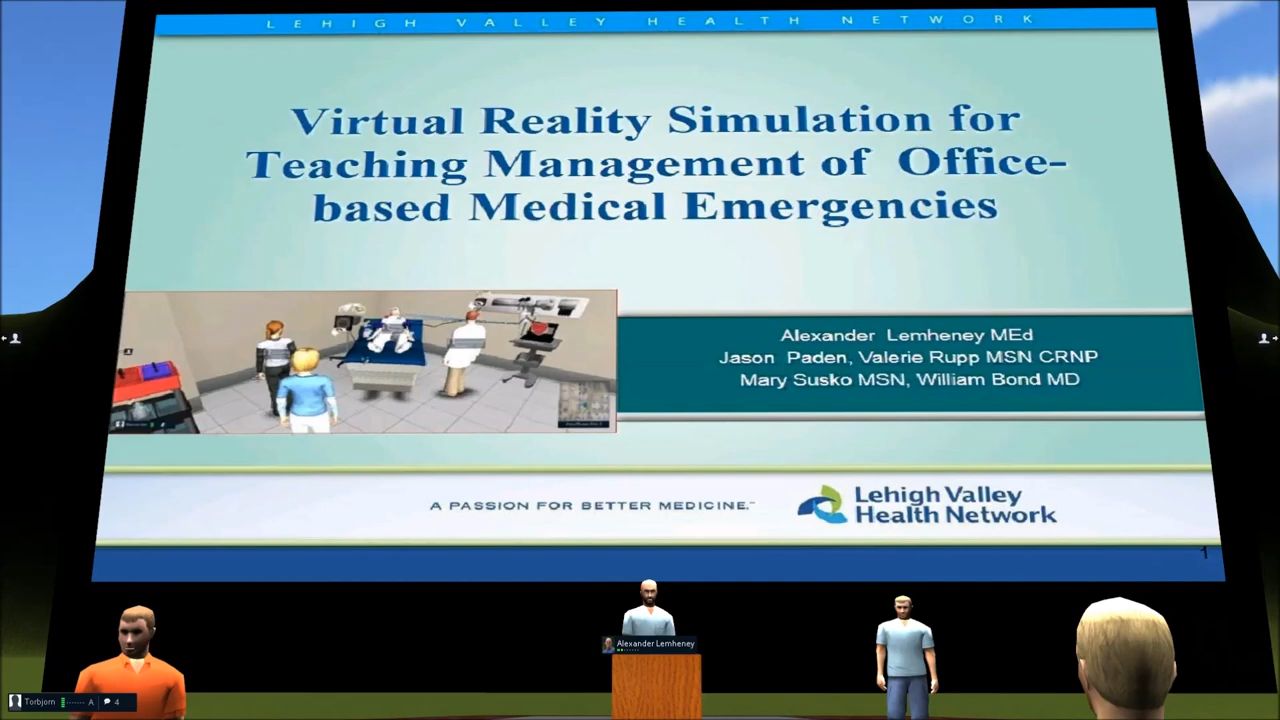 LEHIGH VALLEY HEALTH NETWORK
Virtual Reality Simulation for
Teaching Management of Office-
based Medical Emergencies
Alexander Lemheney MEd
Jason Paden, Valerie Rupp MSN CRNP
Mary Susko MSN, William Bond MD
A PASSION FOR BETTER MEDICINE.™
Lehigh Valley
Health Network
1
Alexander Lemheney
Torbjorn A 4